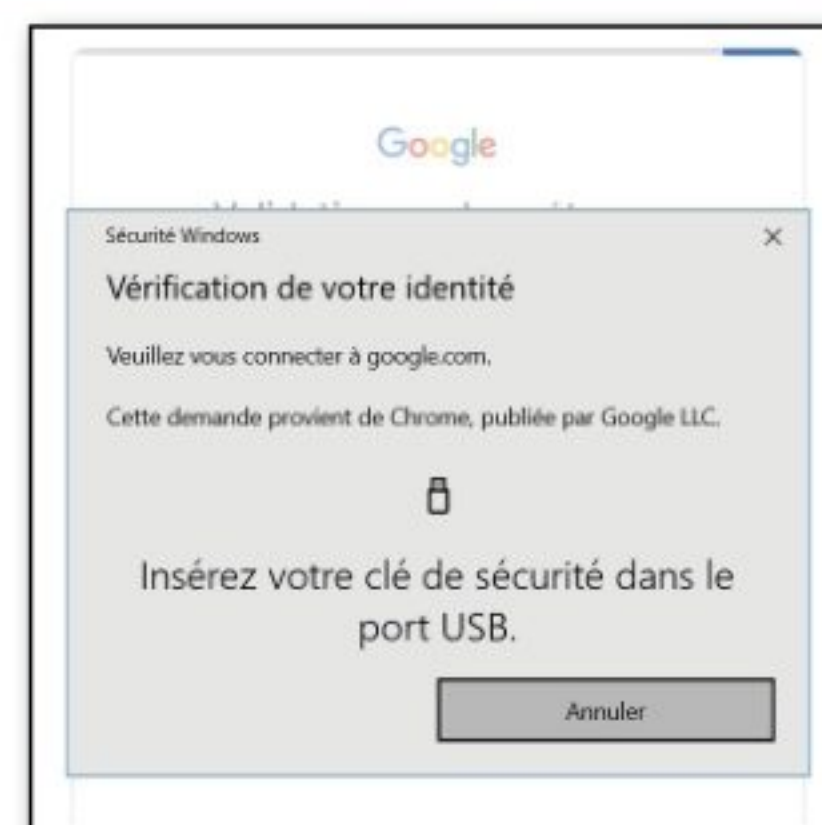 Google
Sécurité Windows
Vérification de votre identité
Veuillez vous connecter à google.com.
Cette demande provient de Chrome, publiée par Google LLC.
Insérez votre clé de sécurité dans le
port USB.
Annuler